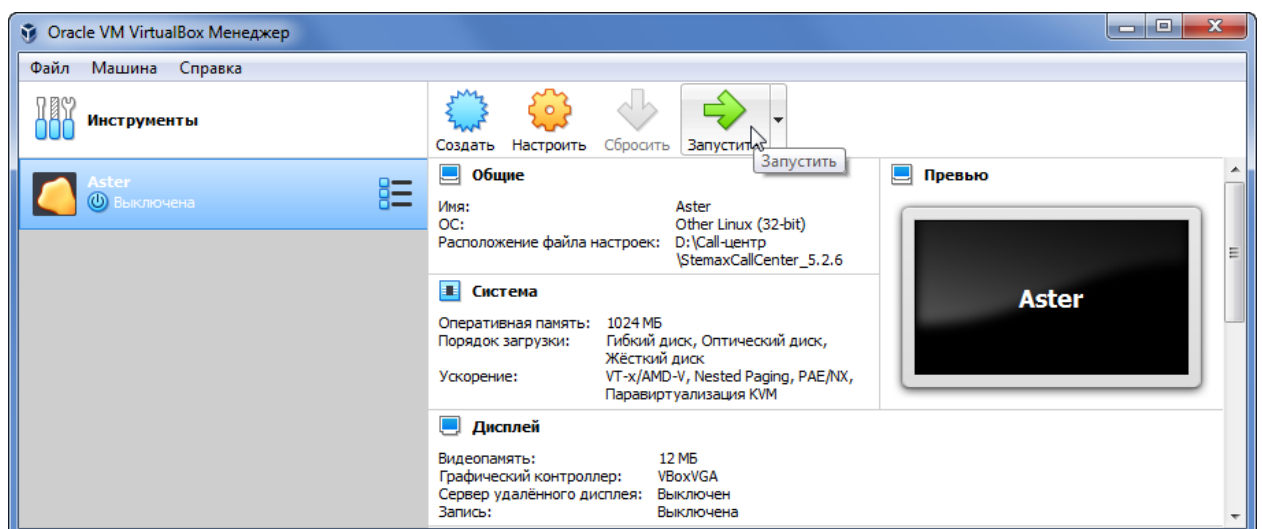 Oracle VM VirtualBox Менеджер
Файл Машина Справка
Инструменты
Создать Настроить Сбросить Запустить
Запустить
Aster
Выключена
Общие
Имя: Aster
ОС: Other Linux (32-bit)
Расположение файла настроек: D:\Call-центр
\StemaxCallCenter_5.2.6
Система
Оперативная память: 1024 МБ
Порядок загрузки: Гибкий диск, Оптический диск,
Жёсткий диск
Ускорение: VT-x/AMD-V, Nested Paging, PAE/NX,
Паравиртуализация KVM
Дисплей
Видеопамять: 12 МБ
Графический контроллер: VBoxVGA
Сервер удалённого дисплея: Выключен
Запись: Выключена
Превью
Aster